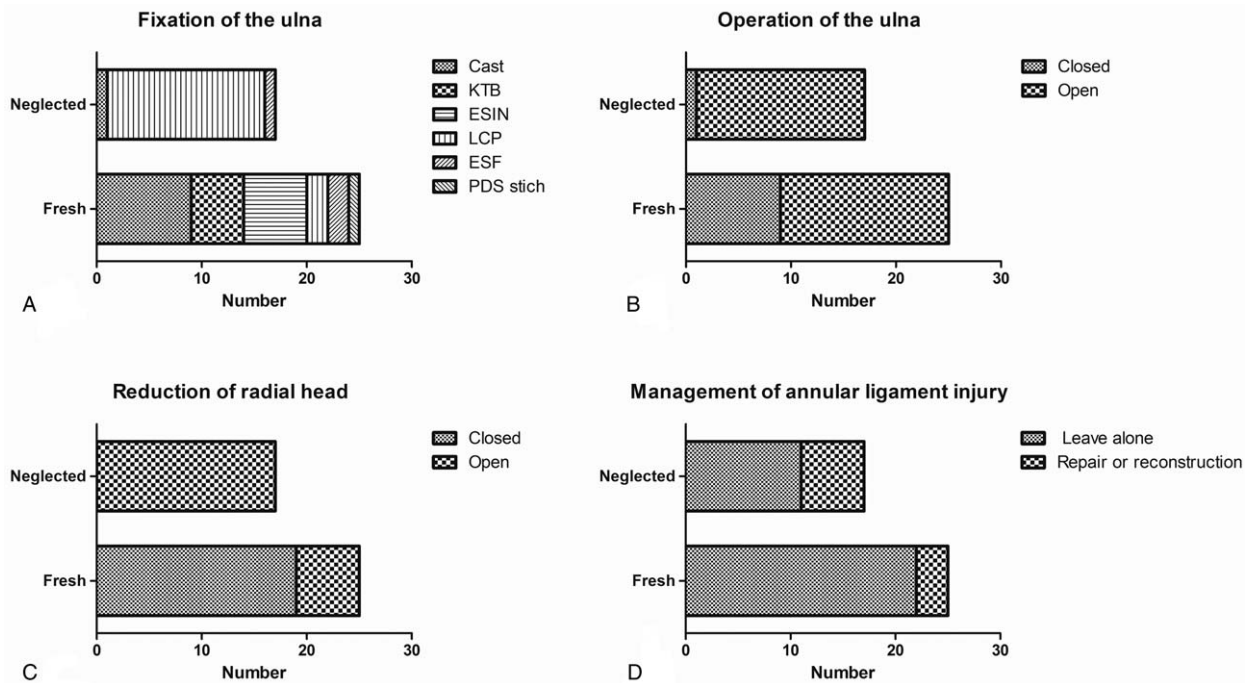 Fixation of the ulna
Neglected
Fresh
0 10 20 30
Number
A
Cast
KTB
ESIN
LCP
ESF
PDS stich
Operation of the ulna
Neglected
Fresh
0 10 20 30
Number
B
Closed
Open
Reduction of radial head
Neglected
Fresh
0 10 20 30
Number
C
Closed
Open
Management of annular ligament injury
Neglected
Fresh
0 10 20 30
Number
D
Leave alone
Repair or reconstruction